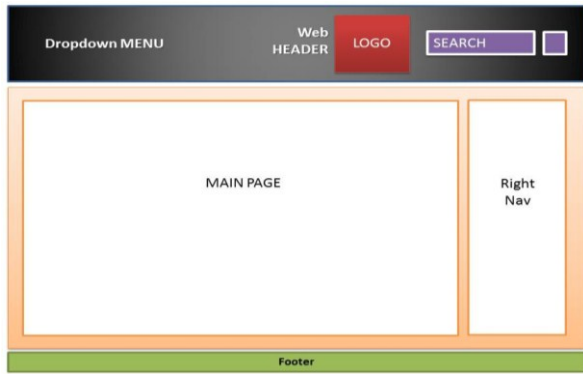 Dropdown MENU
Web
HEADER
LOGO
SEARCH
MAIN PAGE
Right
Nav
Footer